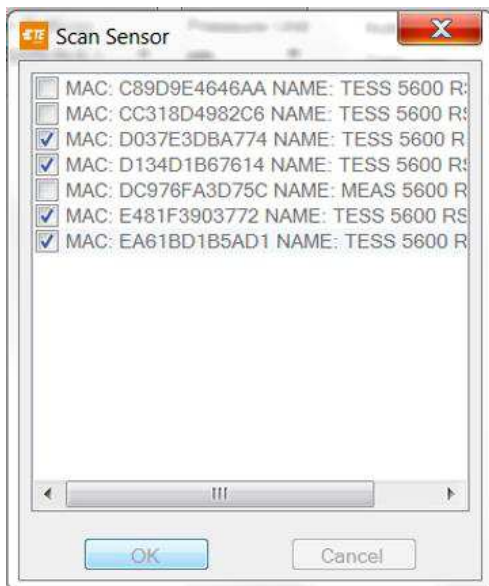 TE
Scan Sensor
X
MAC: C89D9E4646AA NAME: TESS 5600 R
MAC: CC318D4982C6 NAME: TESS 5600 R
MAC: D037E3DBA774 NAME: TESS 5600 R
MAC: D134D1B67614 NAME: TESS 5600 RS
MAC: DC976FA3D75C NAME: MEAS 5600 R
MAC: E481F3903772 NAME: TESS 5600 RS
MAC: EA61BD1B5AD1 NAME: TESS 5600 R
OK
Cancel